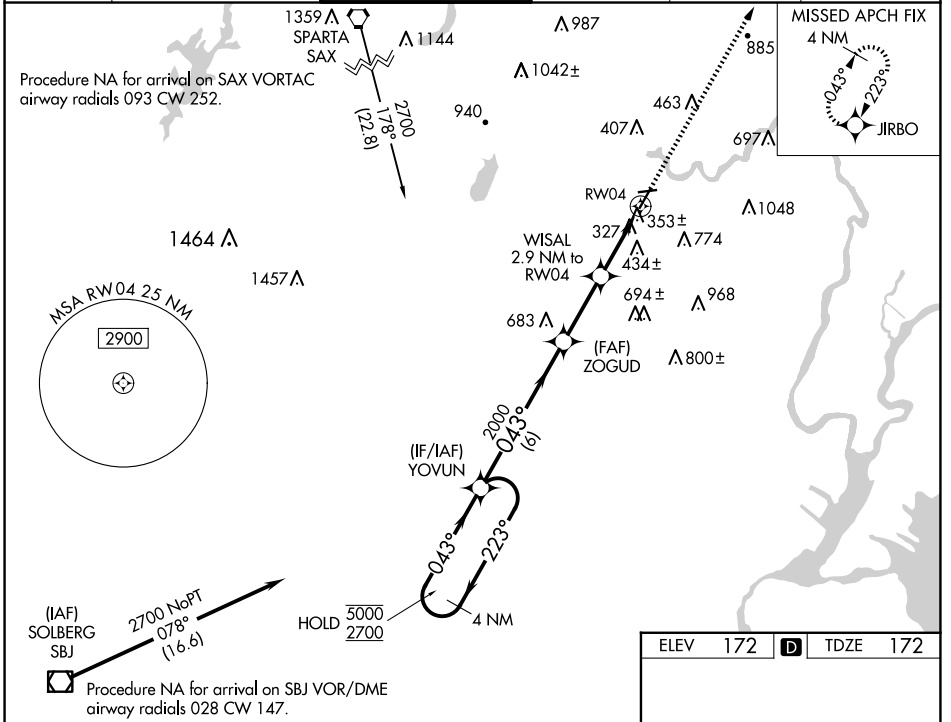 1359
SPARTA
SAX
1144
987
MISSED APCH FIX
4 NM
043°
223°
JIRBO
885
Procedure NA for arrival on SAX VORTAC
airway radials 093 CW 252.
1042±
2700
178°
(22.8)
940
463
407
697
RW04
353±
1048
327
774
1464
WISAL
2.9 NM to
RW04
434±
1457
694±
968
MSA RW04 25 NM
2900
683
(FAF)
ZOGUD
800±
2000
043°
(6)
(IF/IAF)
YOVUN
043°
223°
HOLD 5000
2700
4 NM
(IAF)
SOLBERG
SBJ
2700 NoPT
078°
(16.6)
Procedure NA for arrival on SBJ VOR/DME
airway radials 028 CW 147.
ELEV 172 D TDZE 172